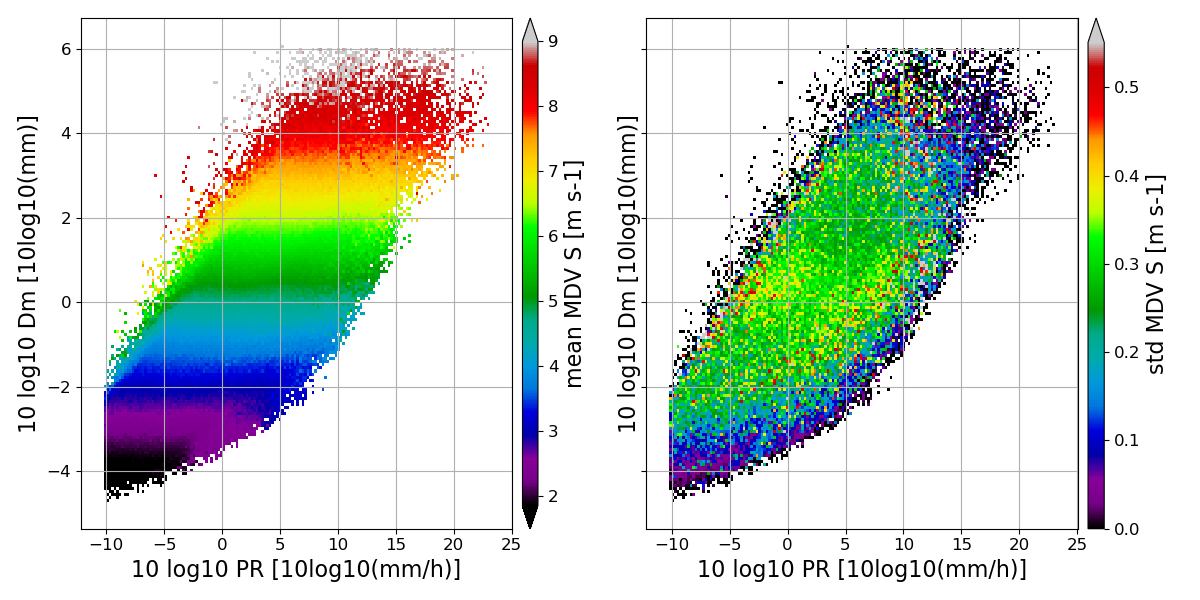 10 log10 Dm [10log10(mm)]
6
4
2
0
−2
−4
−10 −5 0 5 10 15 20 25
10 log10 PR [10log10(mm/h)]
9
8
7
6
5
4
3
2
mean MDV S [m s-1]
10 log10 Dm [10log10(mm)]
−10 −5 0 5 10 15 20 25
10 log10 PR [10log10(mm/h)]
0.5
0.4
0.3
0.2
0.1
0.0
std MDV S [m s-1]